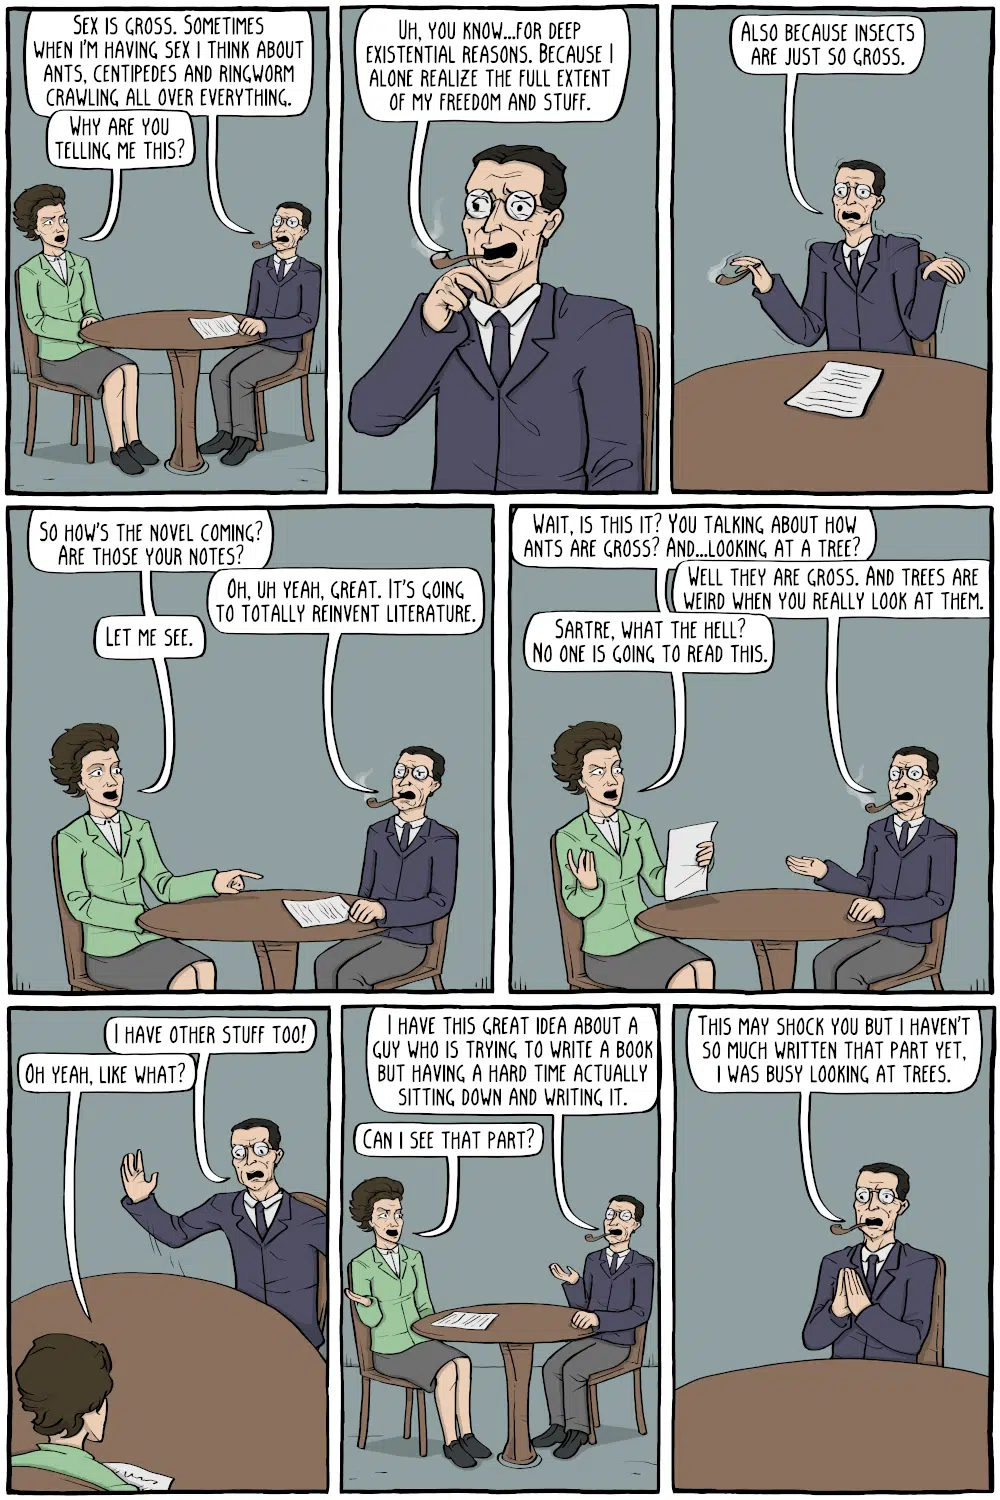 SEX IS GROSS. SOMETIMES
WHEN I'M HAVING SEX I THINK ABOUT
ANTS, CENTIPEDES AND RINGWORM
CRAWLING ALL OVER EVERYTHING.
WHY ARE YOU
TELLING ME THIS?
UH, YOU KNOW...FOR DEEP
EXISTENTIAL REASONS. BECAUSE I
ALONE REALIZE THE FULL EXTENT
OF MY FREEDOM AND STUFF.
ALSO BECAUSE INSECTS
ARE JUST SO GROSS.
SO HOW'S THE NOVEL COMING?
ARE THOSE YOUR NOTES?
OH, UH YEAH, GREAT. IT'S GOING
TO TOTALLY REINVENT LITERATURE.
LET ME SEE.
WAIT, IS THIS IT? YOU TALKING ABOUT HOW
ANTS ARE GROSS? AND...LOOKING AT A TREE?
WELL THEY ARE GROSS. AND TREES ARE
WEIRD WHEN YOU REALLY LOOK AT THEM.
SARTRE, WHAT THE HELL?
NO ONE IS GOING TO READ THIS.
I HAVE OTHER STUFF TOO!
OH YEAH, LIKE WHAT?
I HAVE THIS GREAT IDEA ABOUT A
GUY WHO IS TRYING TO WRITE A BOOK
BUT HAVING A HARD TIME ACTUALLY
SITTING DOWN AND WRITING IT.
CAN I SEE THAT PART?
THIS MAY SHOCK YOU BUT I HAVEN'T
SO MUCH WRITTEN THAT PART YET,
I WAS BUSY LOOKING AT TREES.